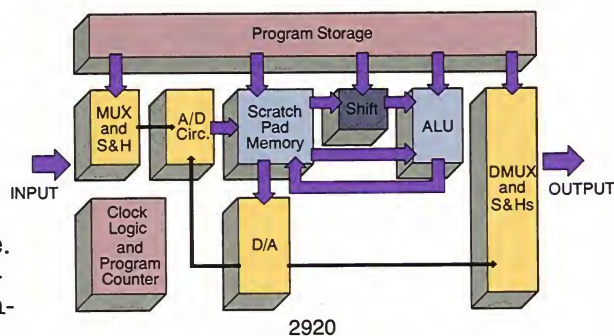 Program Storage
MUX
and
S&H
A/D
Circ.
Scratch
Pad
Memory
Shift
ALU
DMUX
and
S&Hs
INPUT
OUTPUT
Clock
Logic
and
Program
Counter
D/A
2920
e.
-
n-